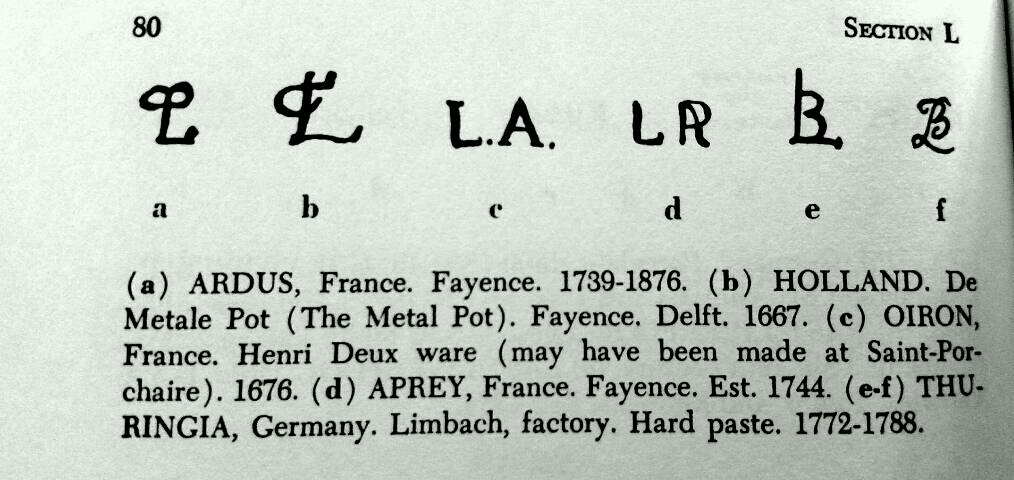 80 SECTION L
L L L.A. L R B B
a b c d e f
(a) ARDUS, France. Fayence. 1739-1876. (b) HOLLAND. De
Metale Pot (The Metal Pot). Fayence. Delft. 1667. (c) OIRON,
France. Henri Deux ware (may have been made at Saint-Por-
chaire). 1676. (d) APREY, France. Fayence. Est. 1744. (e-f) THU-
RINGIA, Germany. Limbach, factory. Hard paste. 1772-1788.